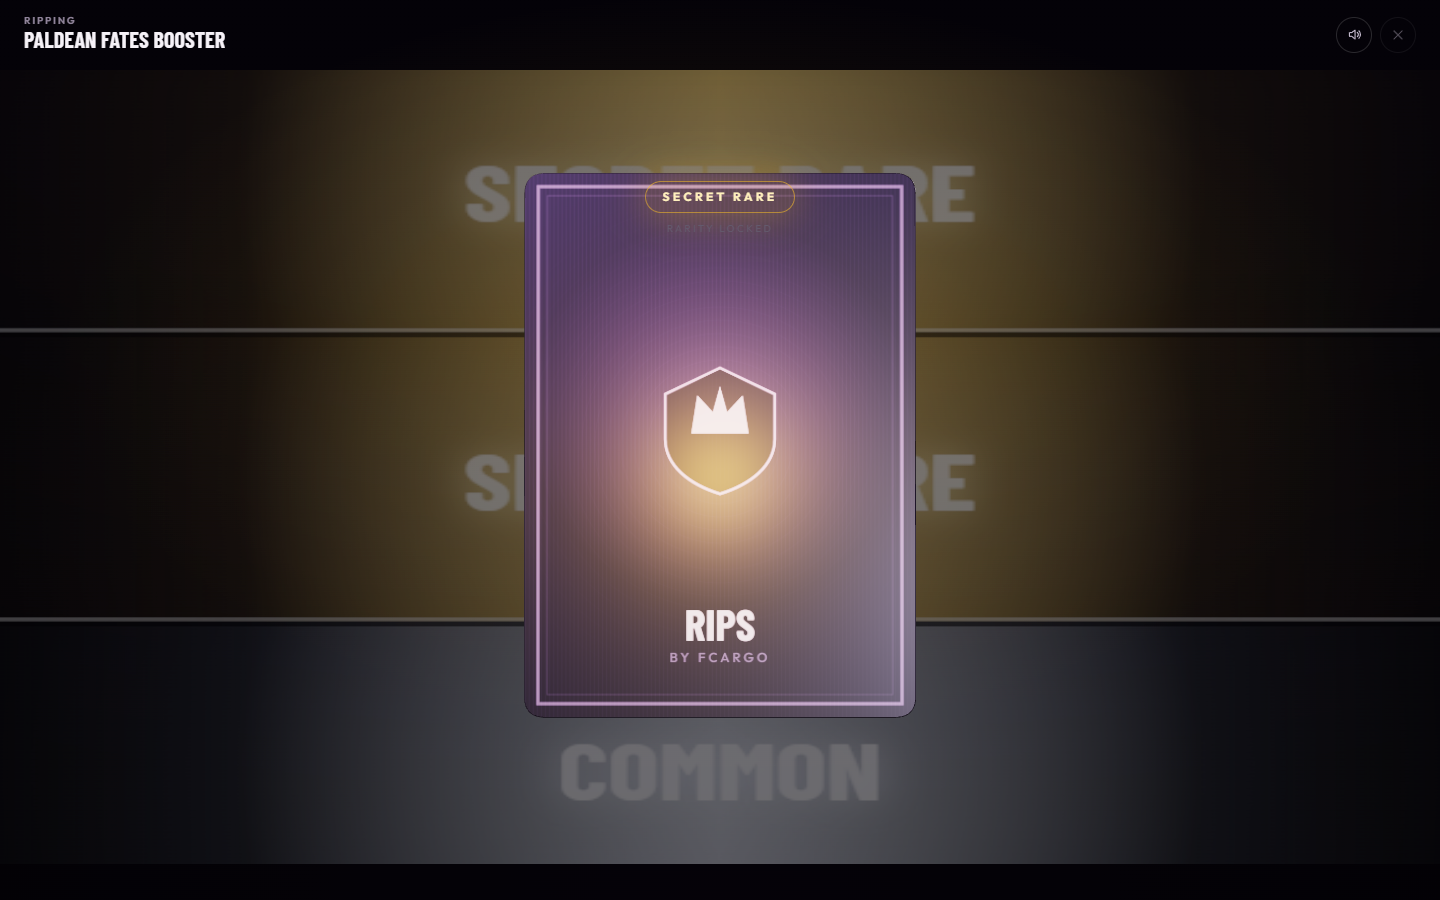 RIPPING
PALDEAN FATES BOOSTER
SECRET RARE
RARITY LOCKED
RIPS
BY FCARGO
COMMON